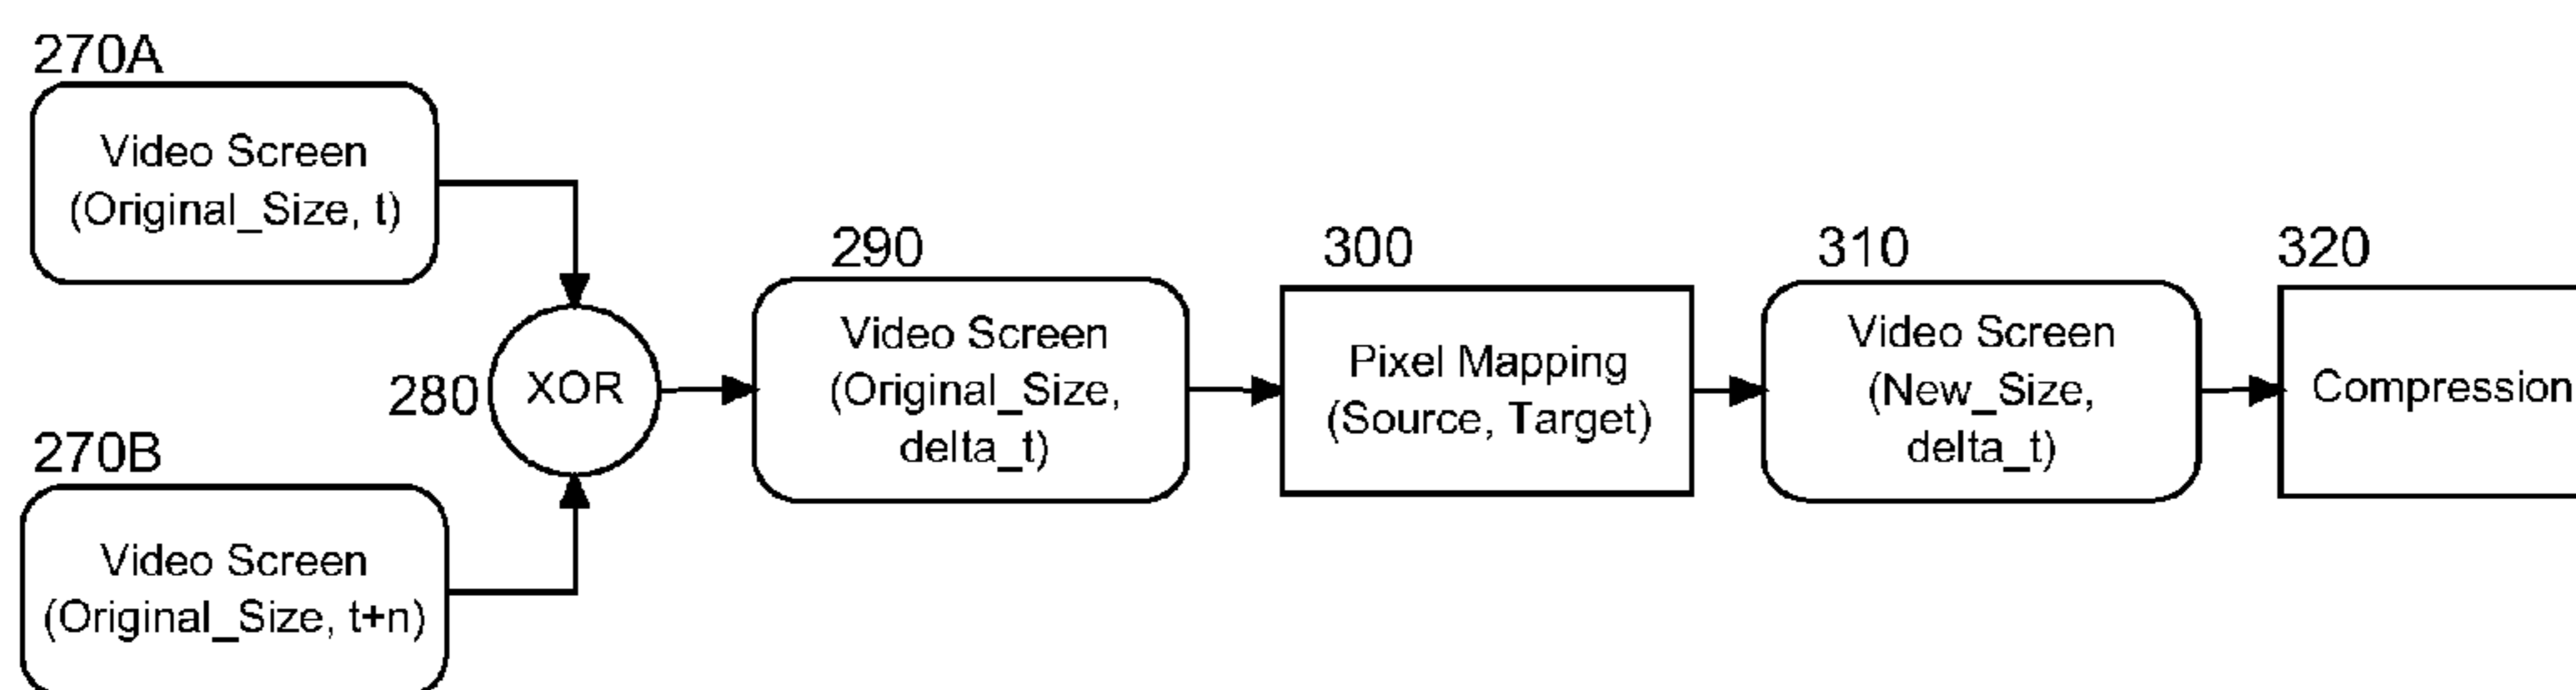 270A
Video Screen
(Original_Size, t)
280
XOR
270B
Video Screen
(Original_Size, t+n)
290
Video Screen
(Original_Size,
delta_t)
300
Pixel Mapping
(Source, Target)
310
Video Screen
(New_Size,
delta_t)
320
Compression